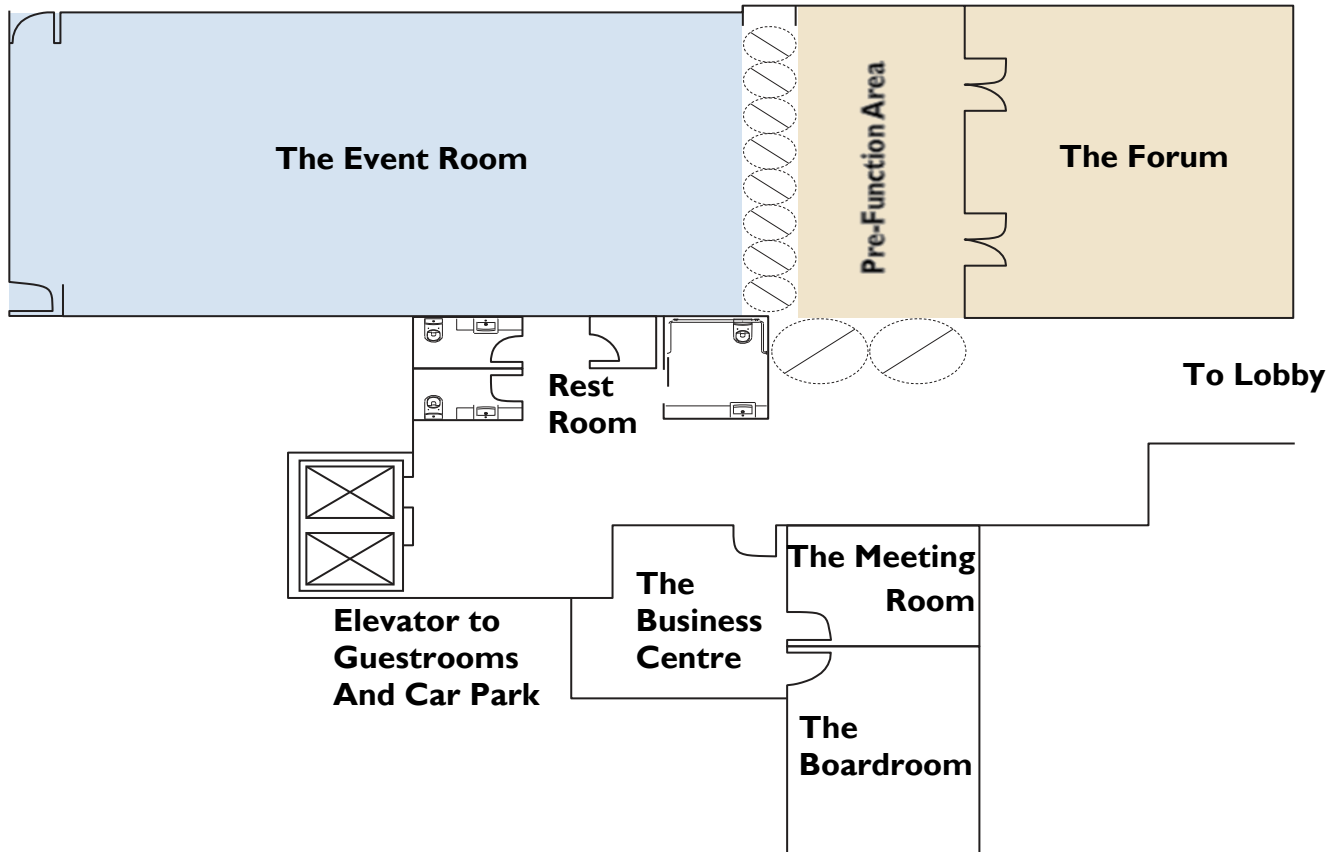 The Event Room
Pre-Function Area
The Forum
Rest
Room
To Lobby
Elevator to
Guestrooms
And Car Park
The
Business
Centre
The Meeting
Room
The
Boardroom